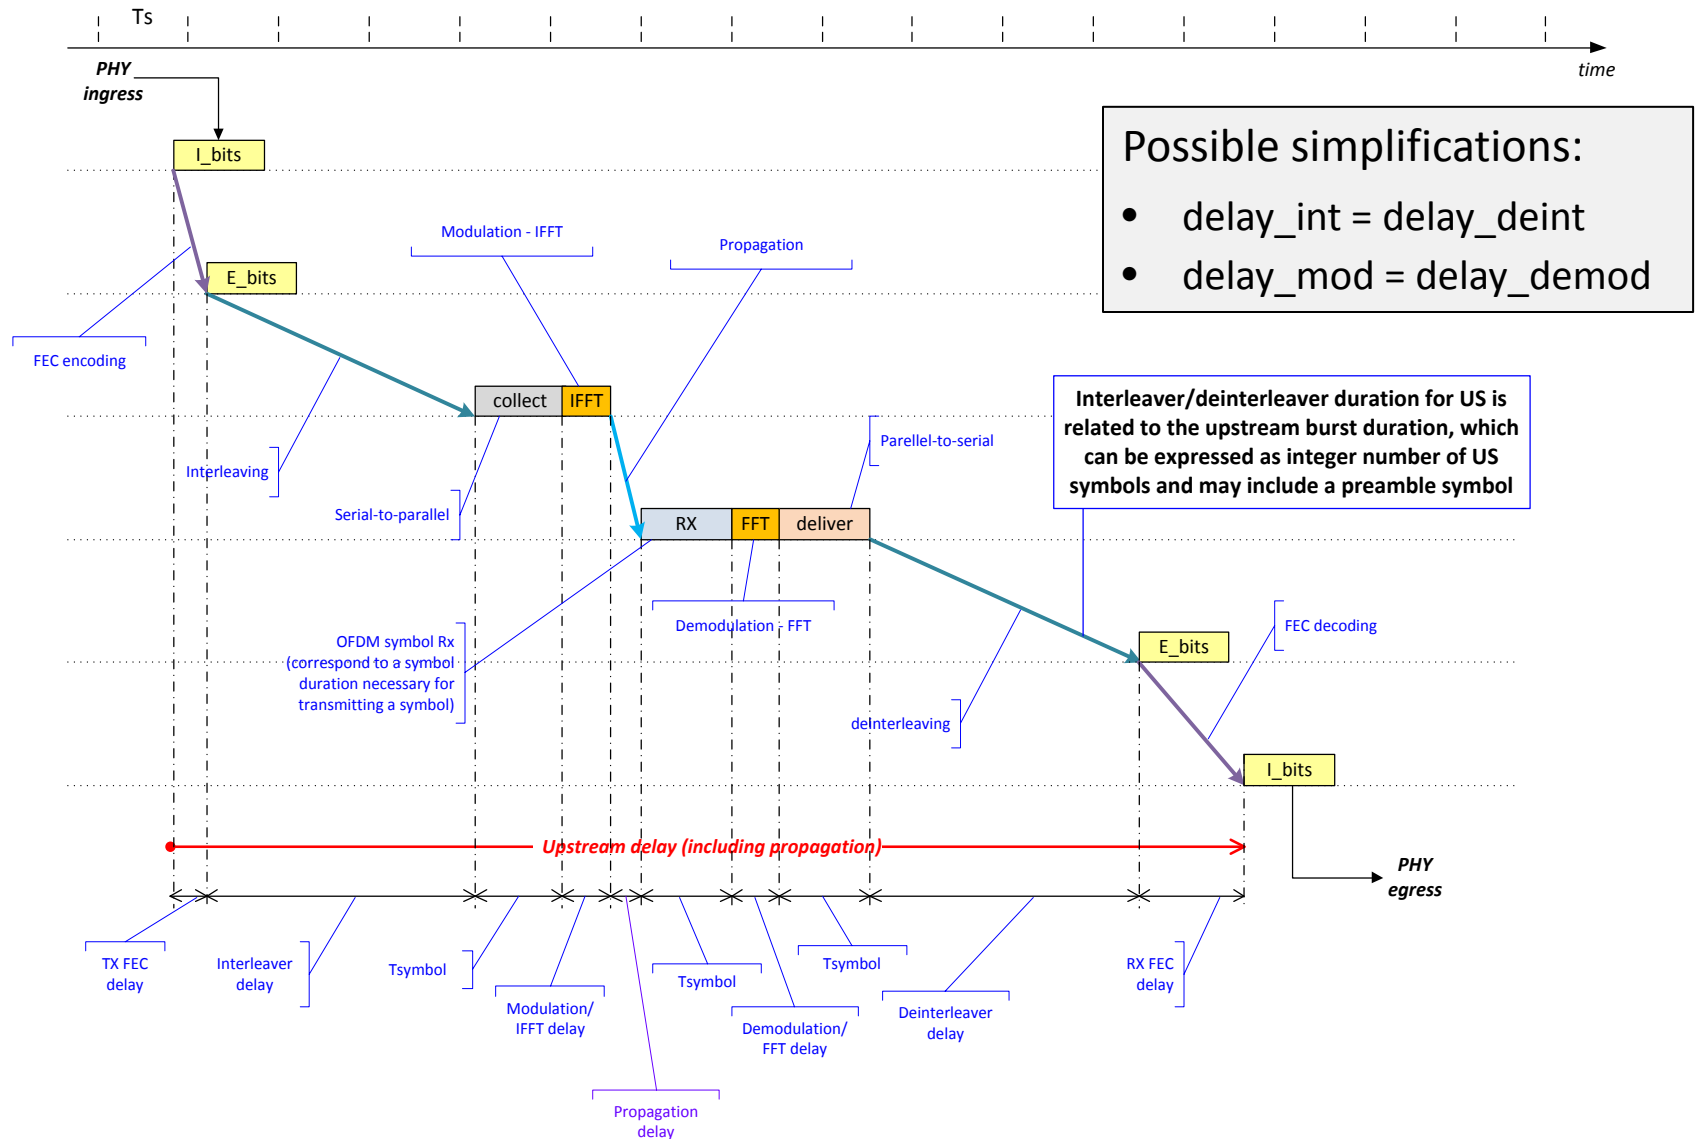 Ts
time
PHY
ingress
I_bits
Possible simplifications:
• delay_int = delay_deint
• delay_mod = delay_demod
Modulation - IFFT
Propagation
E_bits
FEC encoding
collect
IFFT
Interleaver/deinterleaver duration for US is
related to the upstream burst duration, which
can be expressed as integer number of US
symbols and may include a preamble symbol
Parellel-to-serial
Interleaving
Serial-to-parallel
RX
FFT
deliver
OFDM symbol Rx
(correspond to a symbol
duration necessary for
transmitting a symbol)
Demodulation - FFT
FEC decoding
E_bits
deinterleaving
I_bits
Upstream delay (including propagation)
PHY
egress
TX FEC
delay
Interleaver
delay
Tsymbol
Modulation/
IFFT delay
Tsymbol
Demodulation/
FFT delay
Tsymbol
Deinterleaver
delay
RX FEC
delay
Propagation
delay